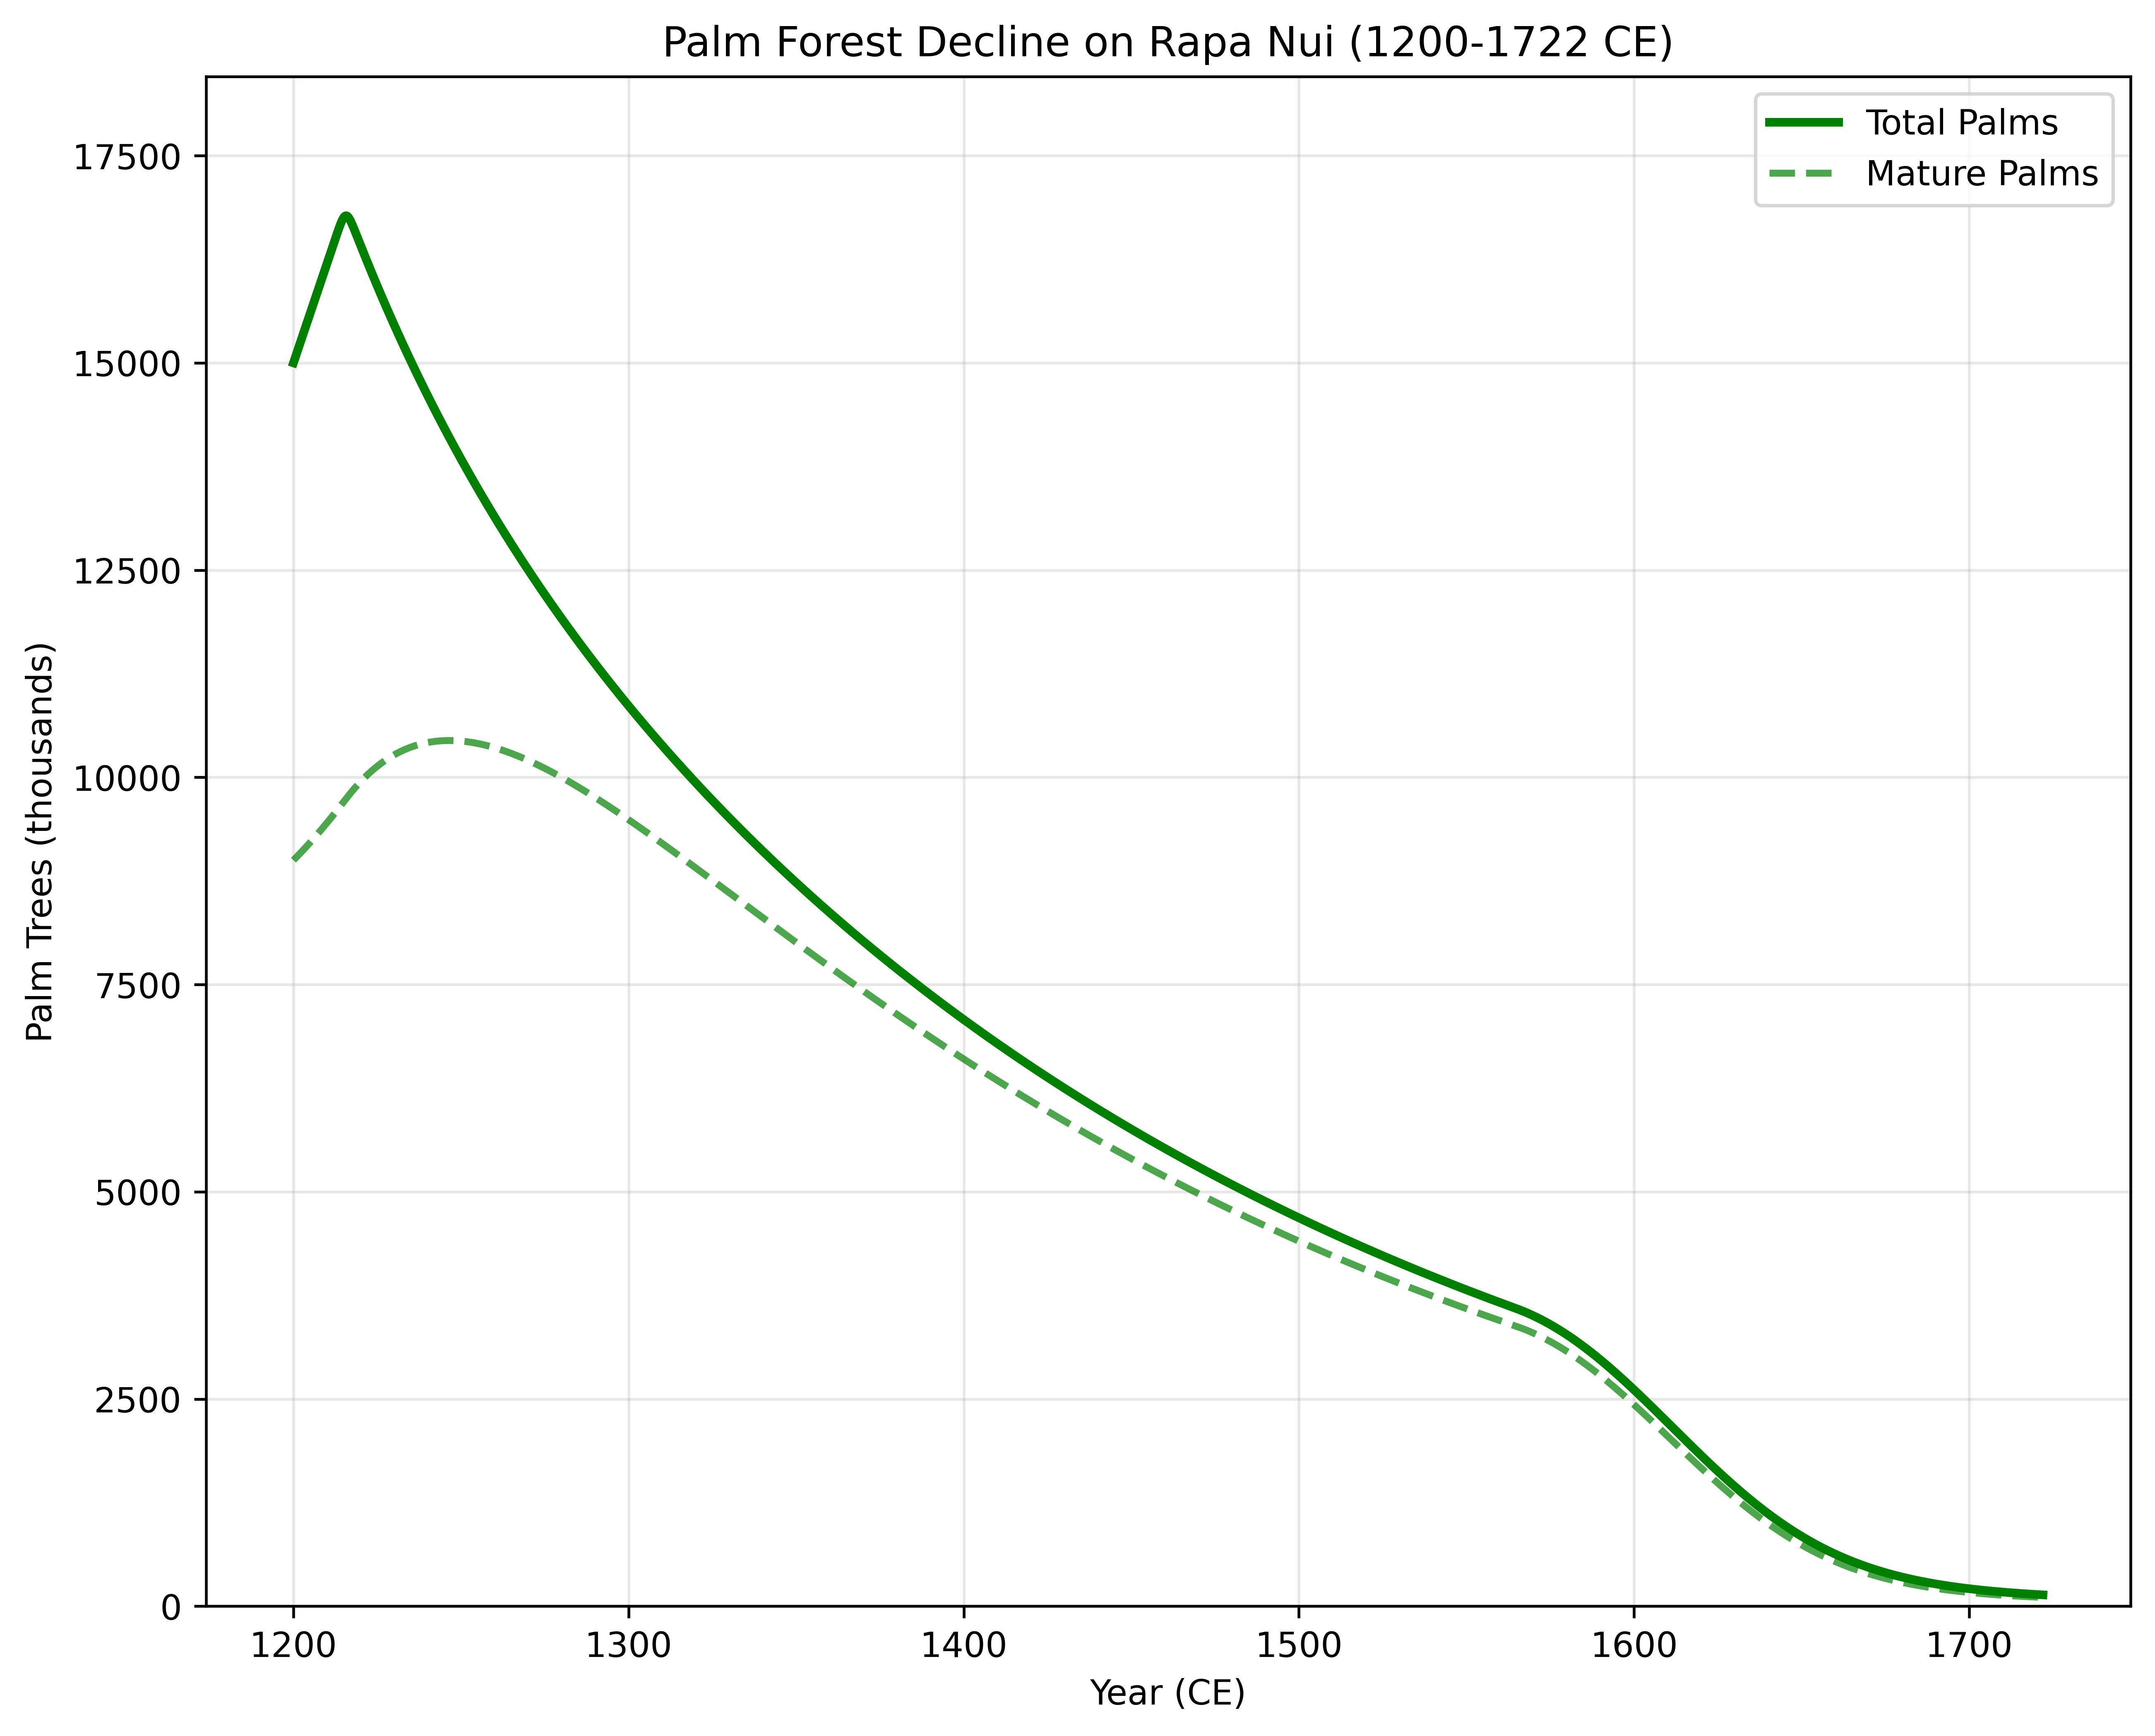 Palm Forest Decline on Rapa Nui (1200-1722 CE)
Total Palms
Mature Palms
17500
15000
12500
10000
7500
5000
2500
0
Palm Trees (thousands)
1200 1300 1400 1500 1600 1700
Year (CE)